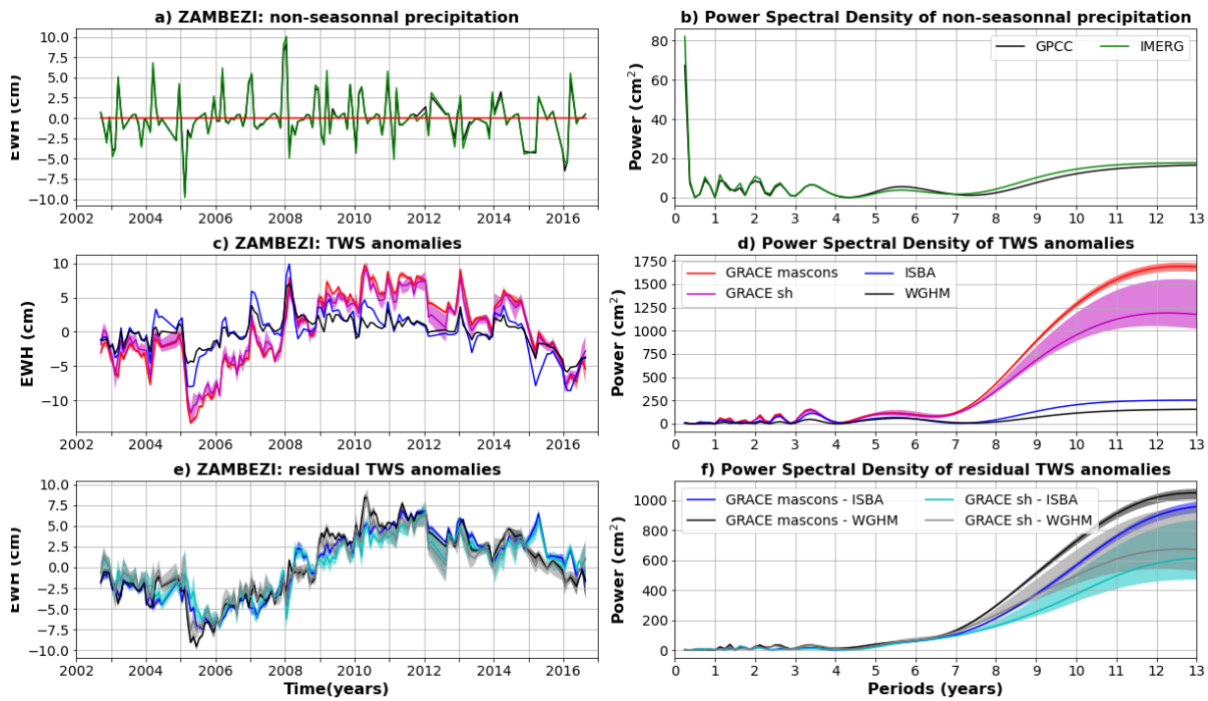 a) ZAMBEZI: non-seasonnal precipitation
EWH (cm)
10.0
7.5
5.0
2.5
0.0
−2.5
−5.0
−7.5
−10.0
2002 2004 2006 2008 2010 2012 2014 2016
b) Power Spectral Density of non-seasonnal precipitation
Power (cm²)
GPCC IMERG
80
60
40
20
0
0 1 2 3 4 5 6 7 8 9 10 11 12 13
c) ZAMBEZI: TWS anomalies
EWH (cm)
10
5
0
−5
−10
2002 2004 2006 2008 2010 2012 2014 2016
d) Power Spectral Density of TWS anomalies
Power (cm²)
GRACE mascons ISBA
GRACE sh WGHM
1750
1500
1250
1000
750
500
250
0
0 1 2 3 4 5 6 7 8 9 10 11 12 13
e) ZAMBEZI: residual TWS anomalies
EWH (cm)
10.0
7.5
5.0
2.5
0.0
−2.5
−5.0
−7.5
−10.0
2002 2004 2006 2008 2010 2012 2014 2016
Time(years)
f) Power Spectral Density of residual TWS anomalies
Power (cm²)
GRACE mascons - ISBA GRACE sh - ISBA
GRACE mascons - WGHM GRACE sh - WGHM
1000
800
600
400
200
0
0 1 2 3 4 5 6 7 8 9 10 11 12 13
Periods (years)